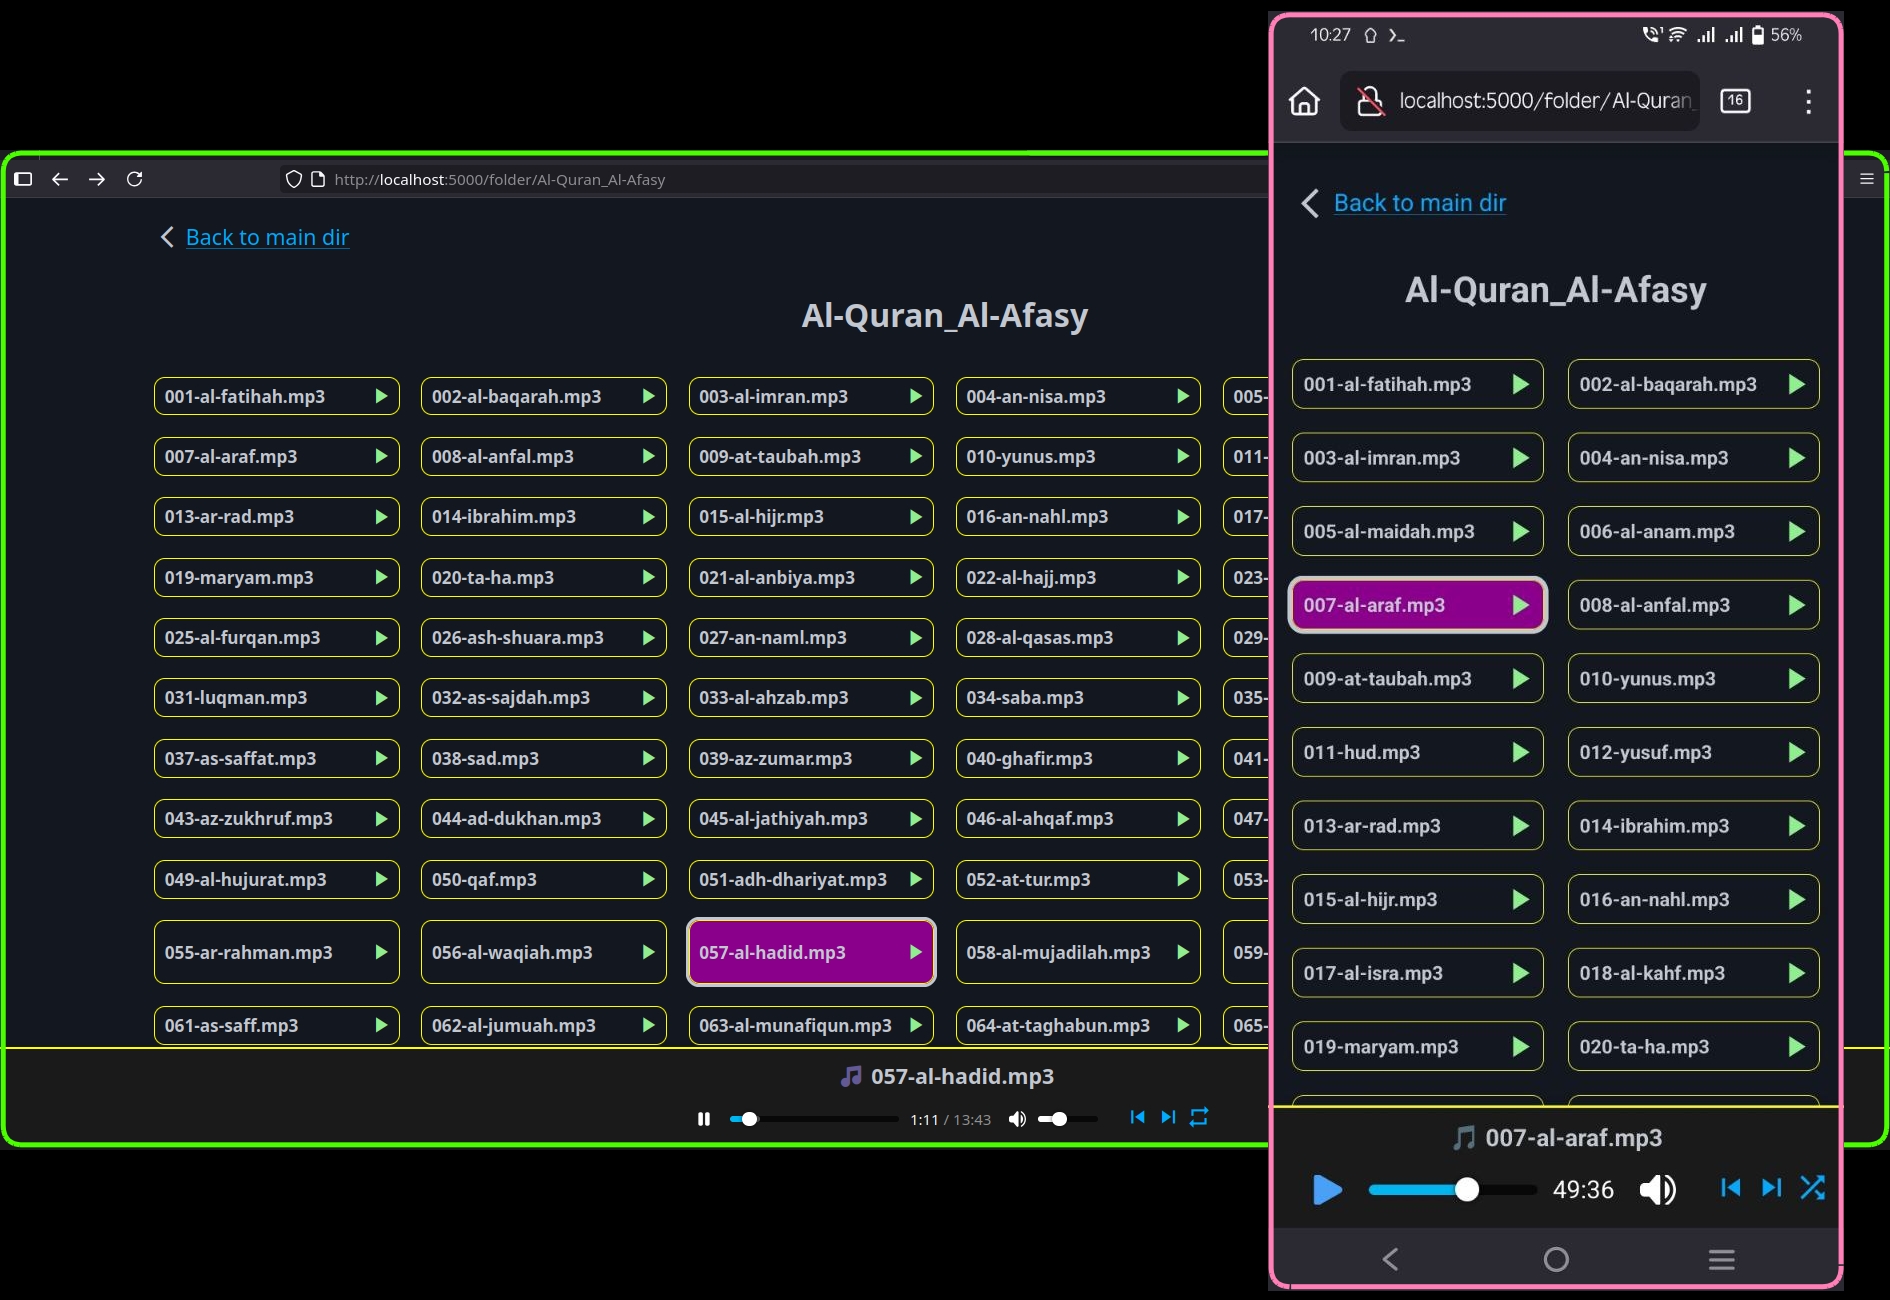 http://localhost:5000/folder/Al-Quran_Al-Afasy
Back to main dir
Al-Quran_Al-Afasy
001-al-fatihah.mp3 002-al-baqarah.mp3 003-al-imran.mp3 004-an-nisa.mp3 005-
007-al-araf.mp3 008-al-anfal.mp3 009-at-taubah.mp3 010-yunus.mp3 011-
013-ar-rad.mp3 014-ibrahim.mp3 015-al-hijr.mp3 016-an-nahl.mp3 017-
019-maryam.mp3 020-ta-ha.mp3 021-al-anbiya.mp3 022-al-hajj.mp3 023-
025-al-furqan.mp3 026-ash-shuara.mp3 027-an-naml.mp3 028-al-qasas.mp3 029-
031-luqman.mp3 032-as-sajdah.mp3 033-al-ahzab.mp3 034-saba.mp3 035-
037-as-saffat.mp3 038-sad.mp3 039-az-zumar.mp3 040-ghafir.mp3 041-
043-az-zukhruf.mp3 044-ad-dukhan.mp3 045-al-jathiyah.mp3 046-al-ahqaf.mp3 047-
049-al-hujurat.mp3 050-qaf.mp3 051-adh-dhariyat.mp3 052-at-tur.mp3 053-
055-ar-rahman.mp3 056-al-waqiah.mp3 057-al-hadid.mp3 058-al-mujadilah.mp3 059-
061-as-saff.mp3 062-al-jumuah.mp3 063-al-munafiqun.mp3 064-at-taghabun.mp3 065-
057-al-hadid.mp3
1:11 / 13:43
10:27 56%
localhost:5000/folder/Al-Quran_ 16
Back to main dir
Al-Quran_Al-Afasy
001-al-fatihah.mp3 002-al-baqarah.mp3
003-al-imran.mp3 004-an-nisa.mp3
005-al-maidah.mp3 006-al-anam.mp3
007-al-araf.mp3 008-al-anfal.mp3
009-at-taubah.mp3 010-yunus.mp3
011-hud.mp3 012-yusuf.mp3
013-ar-rad.mp3 014-ibrahim.mp3
015-al-hijr.mp3 016-an-nahl.mp3
017-al-isra.mp3 018-al-kahf.mp3
019-maryam.mp3 020-ta-ha.mp3
007-al-araf.mp3
49:36